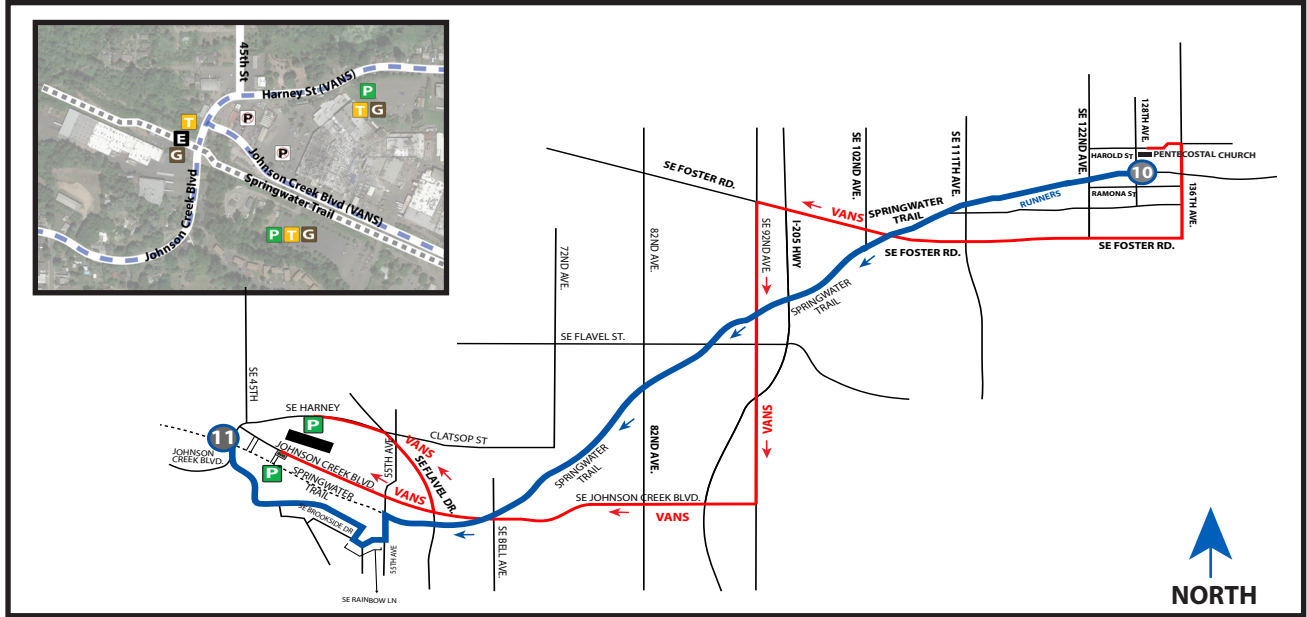 45th St
Harney St (VANS)
P
T G
P
T
E
G
P
Johnson Creek Blvd (VANS)
Springwater Trail
Johnson Creek Blvd
P T G
SE FOSTER RD.
SE 102ND AVE.
SE 111TH AVE.
SE 122ND AVE.
128TH AVE.
HAROLD ST
PENTECOSTAL CHURCH
10
RAMONA ST
136TH AVE.
RUNNERS
SPRINGWATER
TRAIL
VANS
SE FOSTER RD.
SE FOSTER RD.
72ND AVE.
82ND AVE.
SE 92ND AVE.
I-205 HWY
SPRINGWATER
TRAIL
SE FLAVEL ST.
SE 45TH
SE HARNEY
P
CLATSOP ST
11
JOHNSON
CREEK BLVD.
JOHNSON CREEK BLVD
P
SPRINGWATER
TRAIL
VANS
55TH AVE
VANS
SE FLAVEL DR.
SPRINGWATER
TRAIL
82ND AVE.
VANS
SE JOHNSON CREEK BLVD.
VANS
SE BROOKSIDE DR
55TH AVE
SE BELL AVE.
SE RAINBOW LN
NORTH